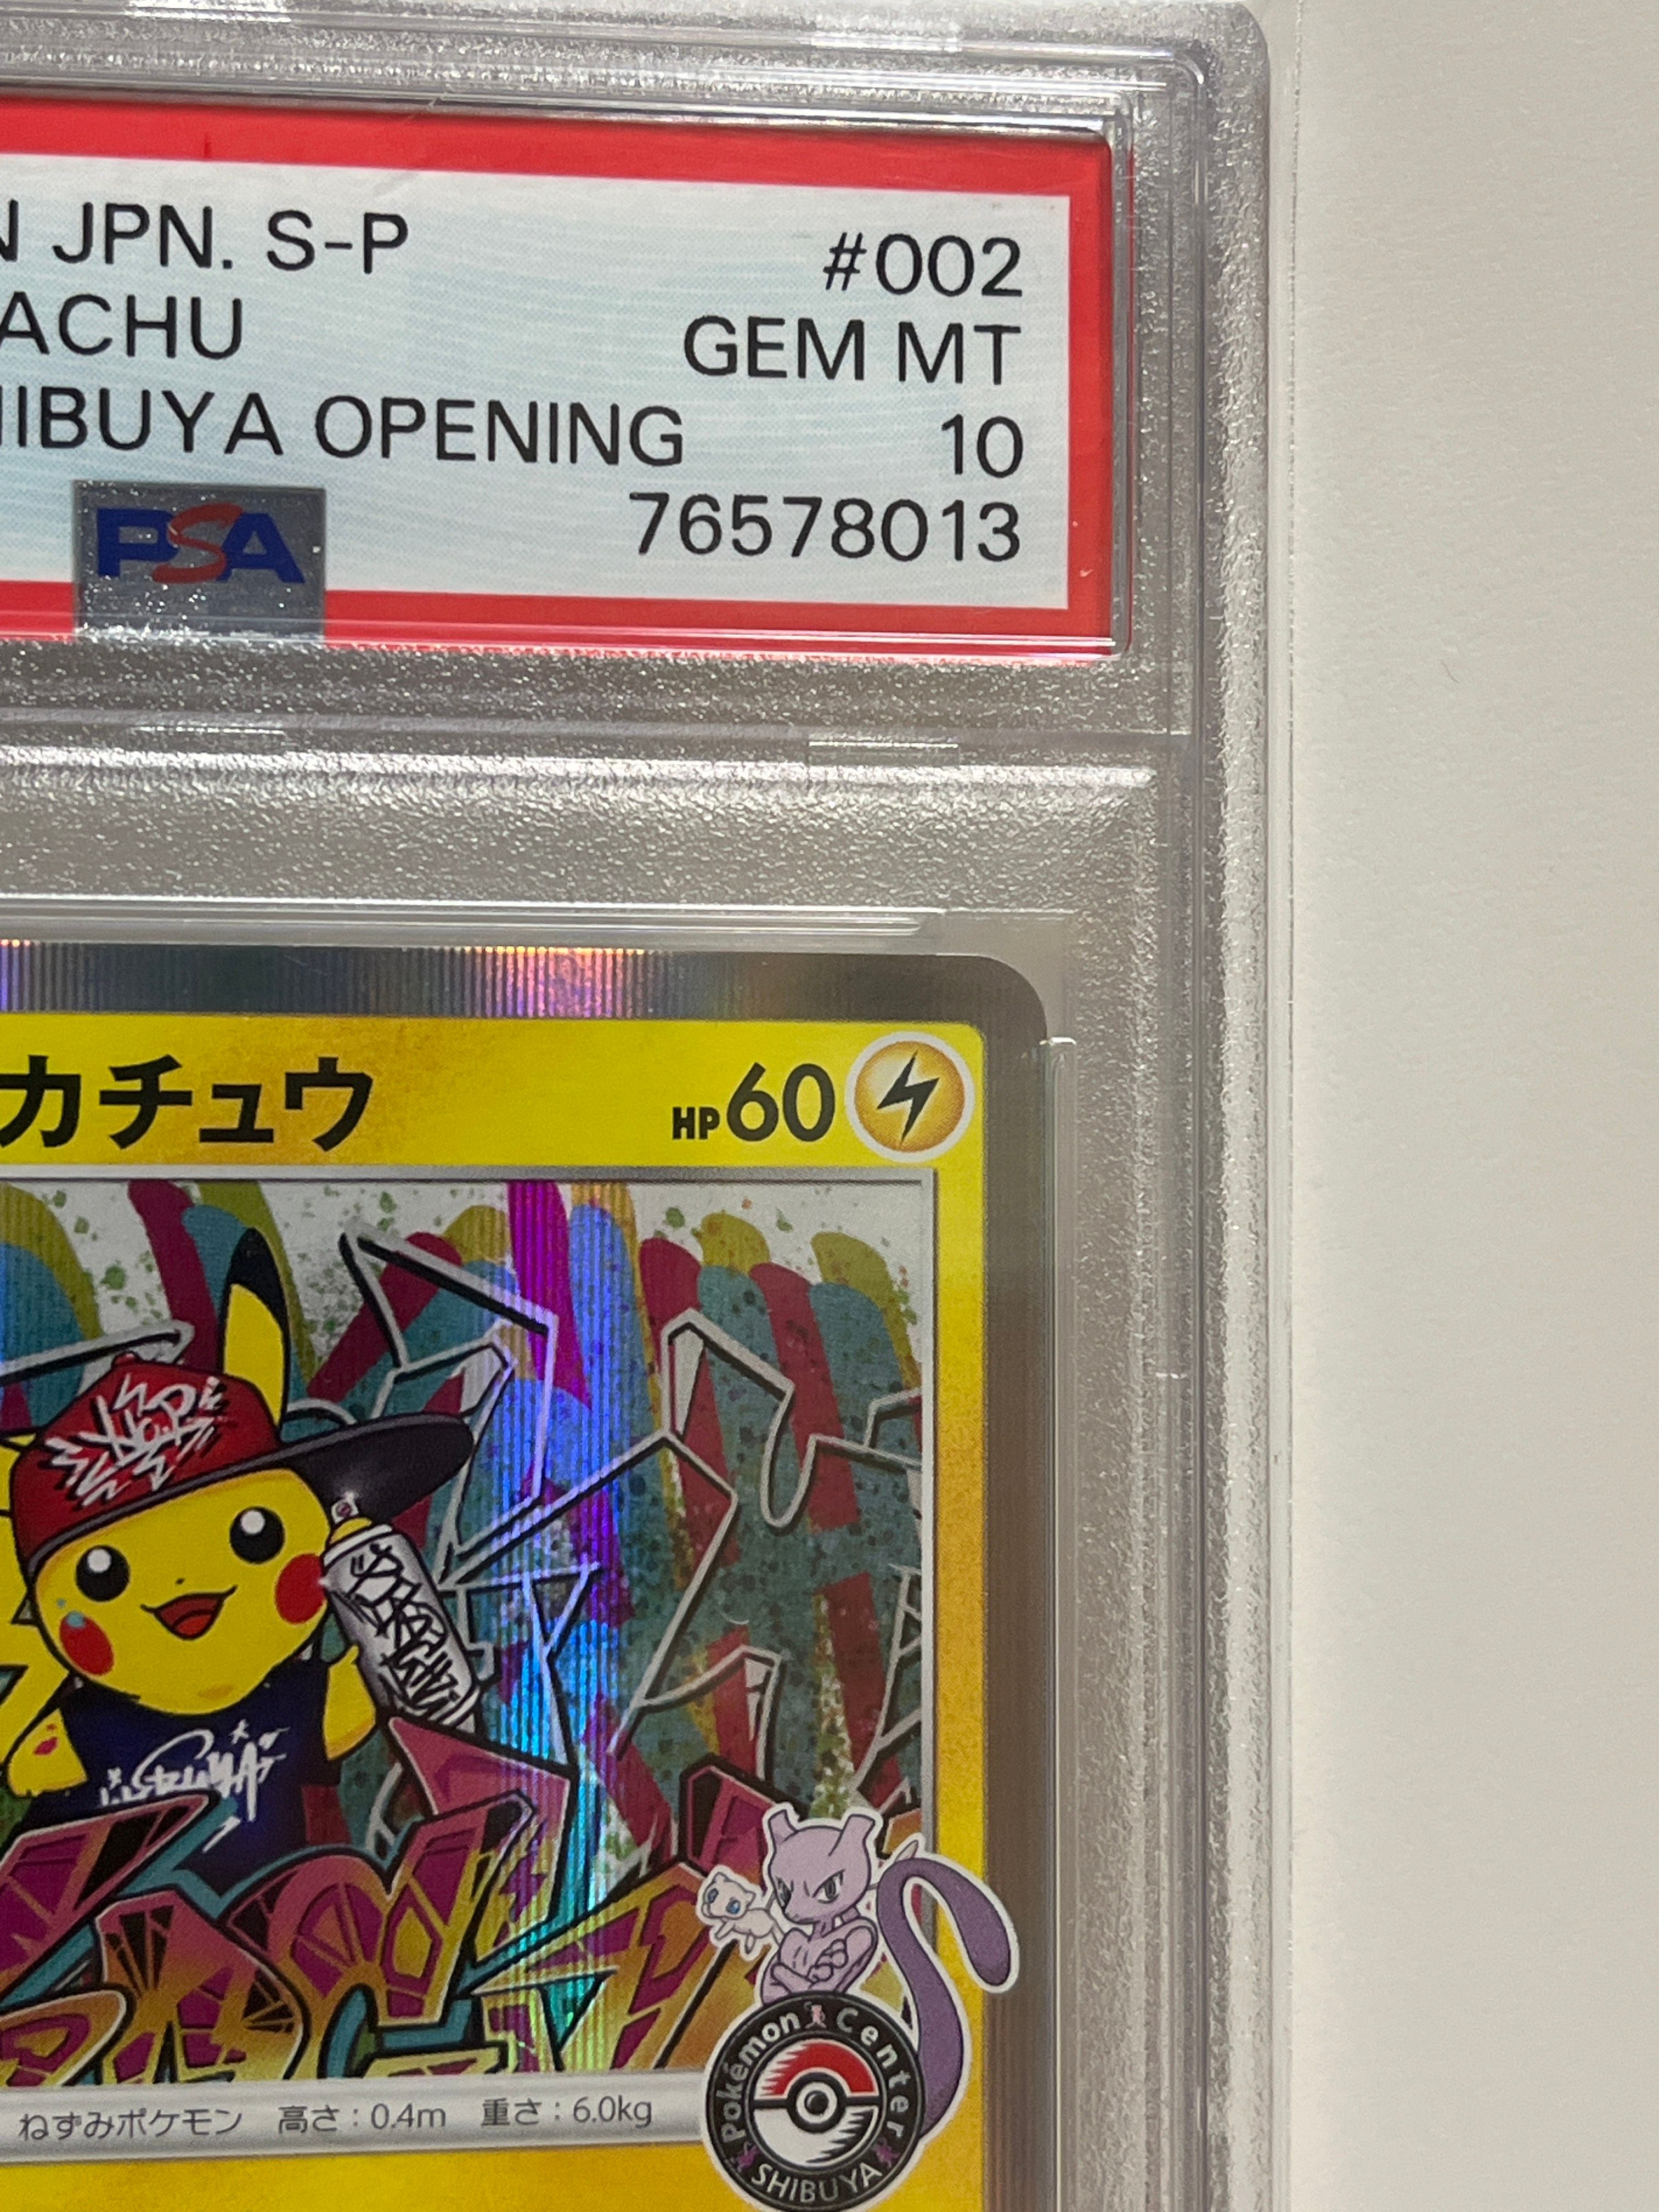 N JPN. S-P #002
ACHU GEM MT
HIBUYA OPENING 10
PSA 76578013
カチュウ HP60
ねずみポケモン 高さ：0.4m 重さ：6.0kg
Pokémon Center
SHIBUYA